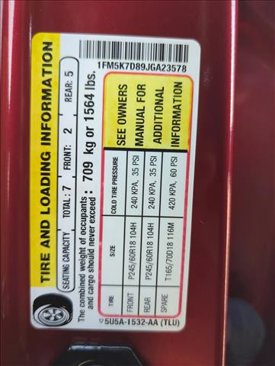 1FM5K7D89JGA23578
TIRE AND LOADING INFORMATION
SEATING CAPACITY TOTAL: 7 FRONT: 2 REAR: 5
The combined weight of occupants
and cargo should never exceed : 709 kg or 1564 lbs.
TIRE SIZE COLD TIRE PRESSURE
FRONT P245/60R18 104H 240 KPA, 35 PSI
REAR P245/60R18 104H 240 KPA, 35 PSI
SPARE T165/70D18 116M 420 KPA, 60 PSI
SEE OWNERS
MANUAL FOR
ADDITIONAL
INFORMATION
5U5A-1532-AA (TLU)